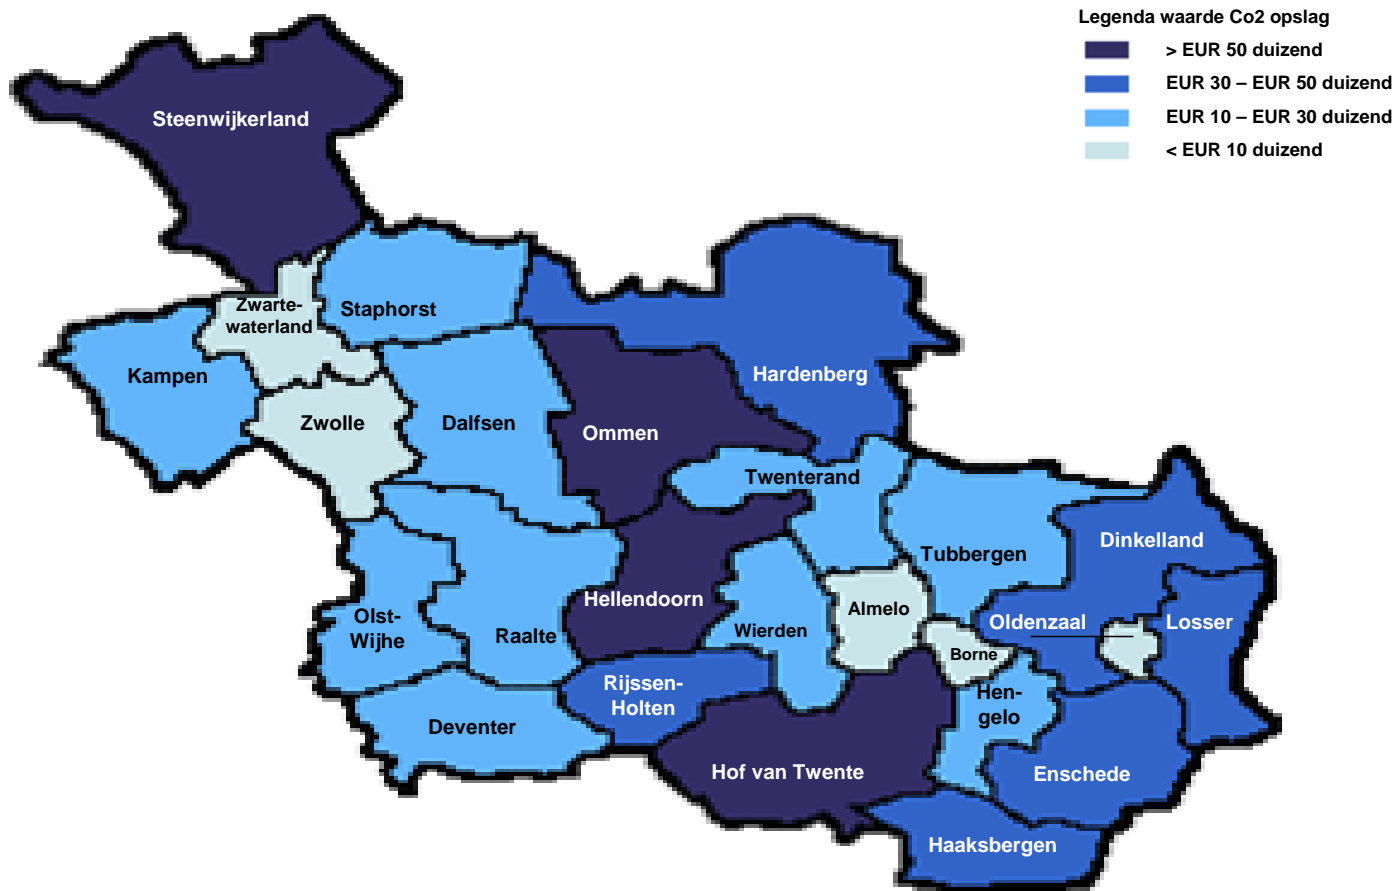 Legenda waarde Co2 opslag
> EUR 50 duizend
EUR 30 – EUR 50 duizend
EUR 10 – EUR 30 duizend
< EUR 10 duizend
Steenwijkerland
Zwarte-
waterland
Staphorst
Kampen
Hardenberg
Zwolle
Dalfsen
Ommen
Twenterand
Tubbergen
Dinkelland
Hellendoorn
Almelo
Olst-
Wijhe
Raalte
Wierden
Oldenzaal
Losser
Borne
Rijssen-
Holten
Hen-
gelo
Deventer
Hof van Twente
Enschede
Haaksbergen